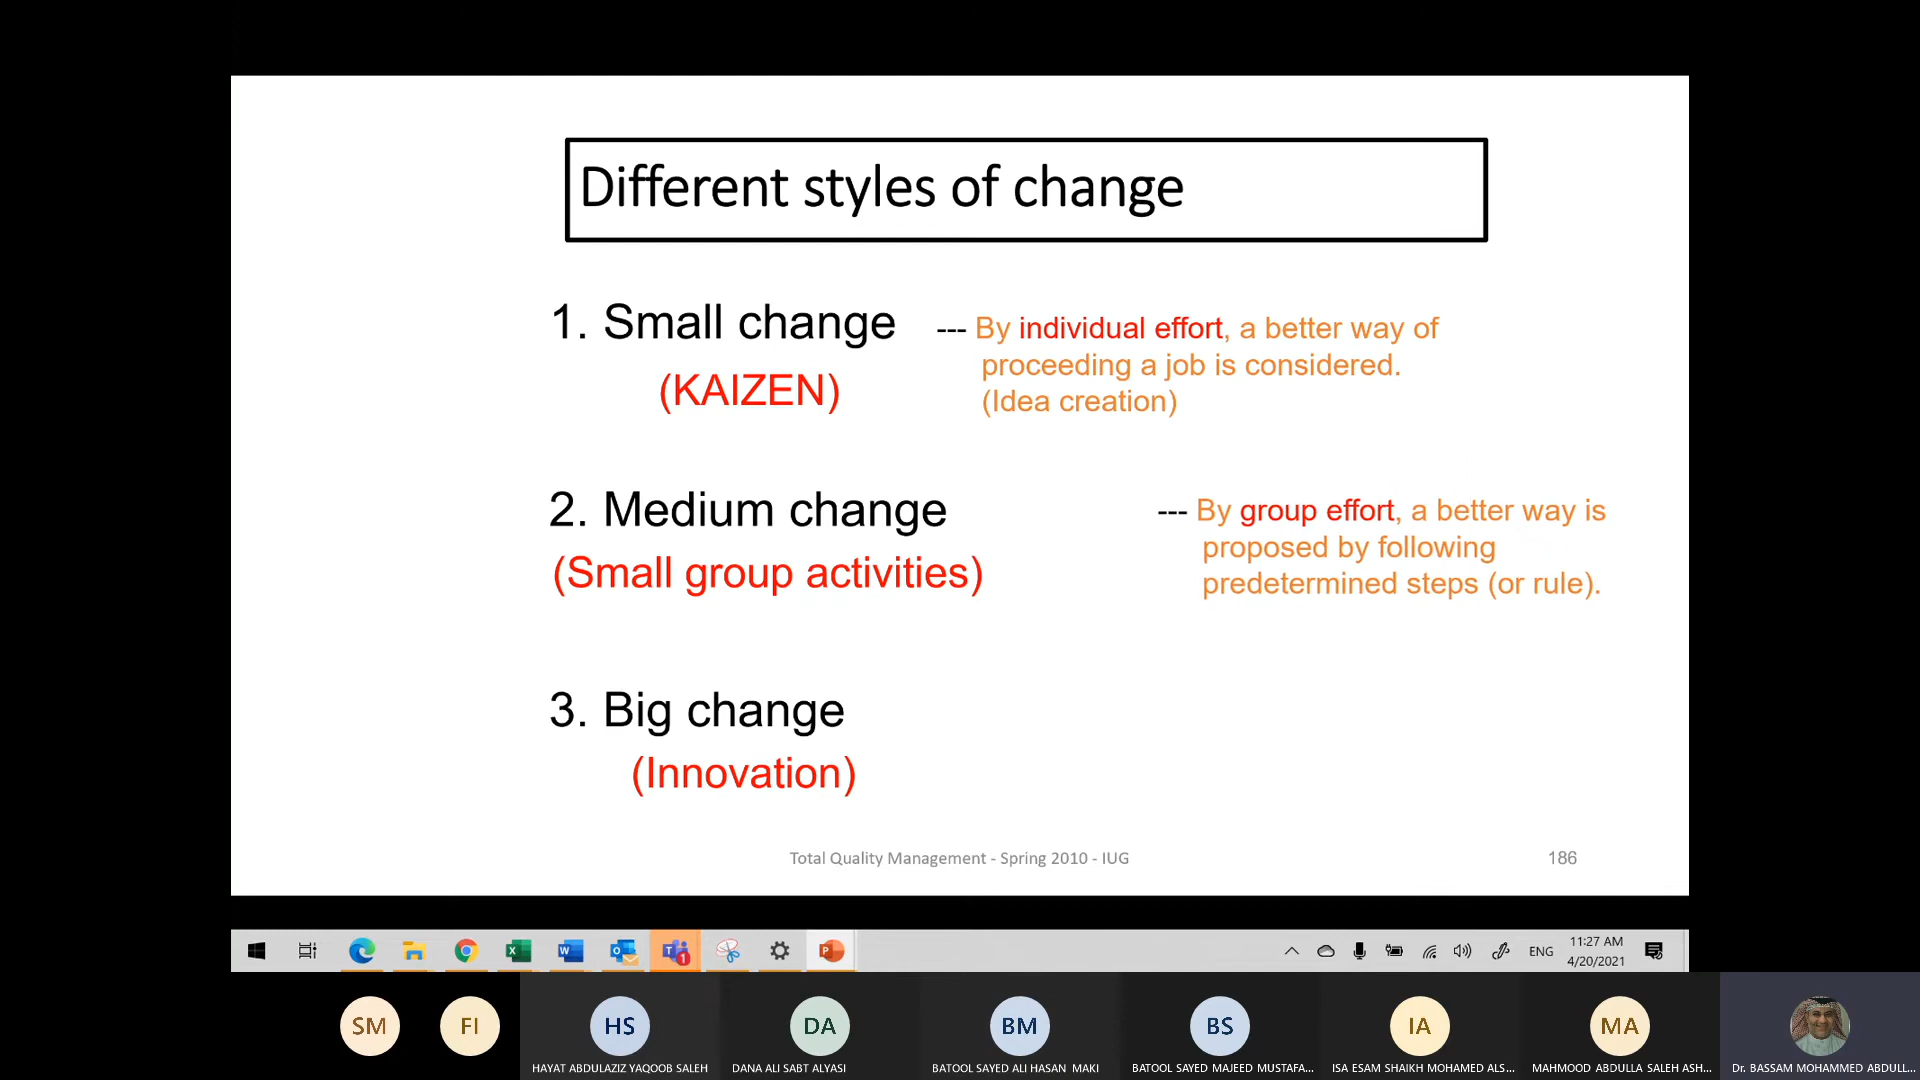 Different styles of change
1. Small change
--- By individual effort, a better way of
proceeding a job is considered.
(KAIZEN)
(Idea creation)
2. Medium change
--- By group effort, a better way is
proposed by following
(Small group activities)
predetermined steps (or rule).
3. Big change
(Innovation)
Total Quality Management - Spring 2010 - IUG
186
1
ENG
11:27 AM
4/20/2021
SM
FI
HS
DA
BM
BS
IA
MA
HAYAT ABDULAZIZ YAQOOB SALEH
DANA ALI SABT ALYASI
BATOOL SAYED ALI HASAN MAKI
BATOOL SAYED MAJEED MUSTAFA...
ISA ESAM SHAIKH MOHAMED ALS...
MAHMOOD ABDULLA SALEH ASH...
Dr. BASSAM MOHAMMED ABDULL...